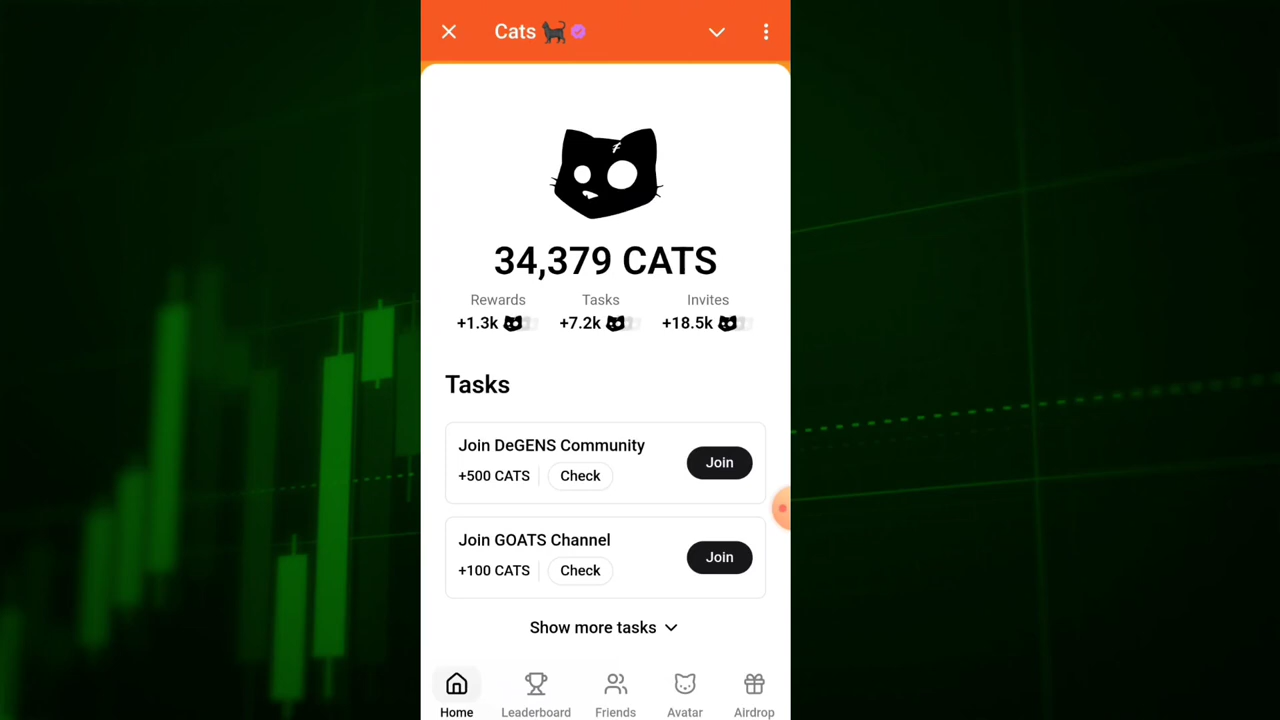 Cats
34,379 CATS
Rewards Tasks Invites
+1.3k +7.2k +18.5k
Tasks
Join DeGENS Community
+500 CATS Check Join
Join GOATS Channel
+100 CATS Check Join
Show more tasks
Home Leaderboard Friends Avatar Airdrop